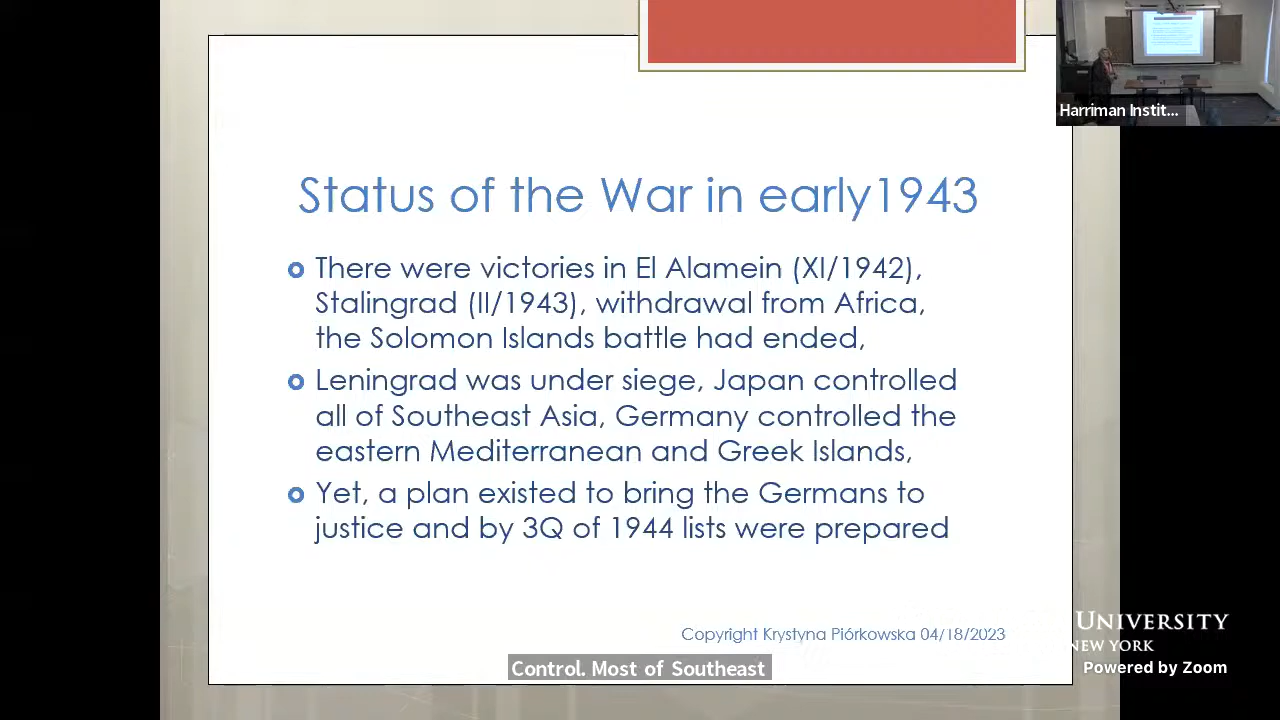 Harriman Instit...
Status of the War in early1943
There were victories in El Alamein (XI/1942),
Stalingrad (II/1943), withdrawal from Africa,
the Solomon Islands battle had ended,
Leningrad was under siege, Japan controlled
all of Southeast Asia, Germany controlled the
eastern Mediterranean and Greek Islands,
Yet, a plan existed to bring the Germans to
justice and by 3Q of 1944 lists were prepared
Copyright Krystyna Piórkowska 04/18/2023
UNIVERSITY
NEW YORK
Control. Most of Southeast
Powered by Zoom